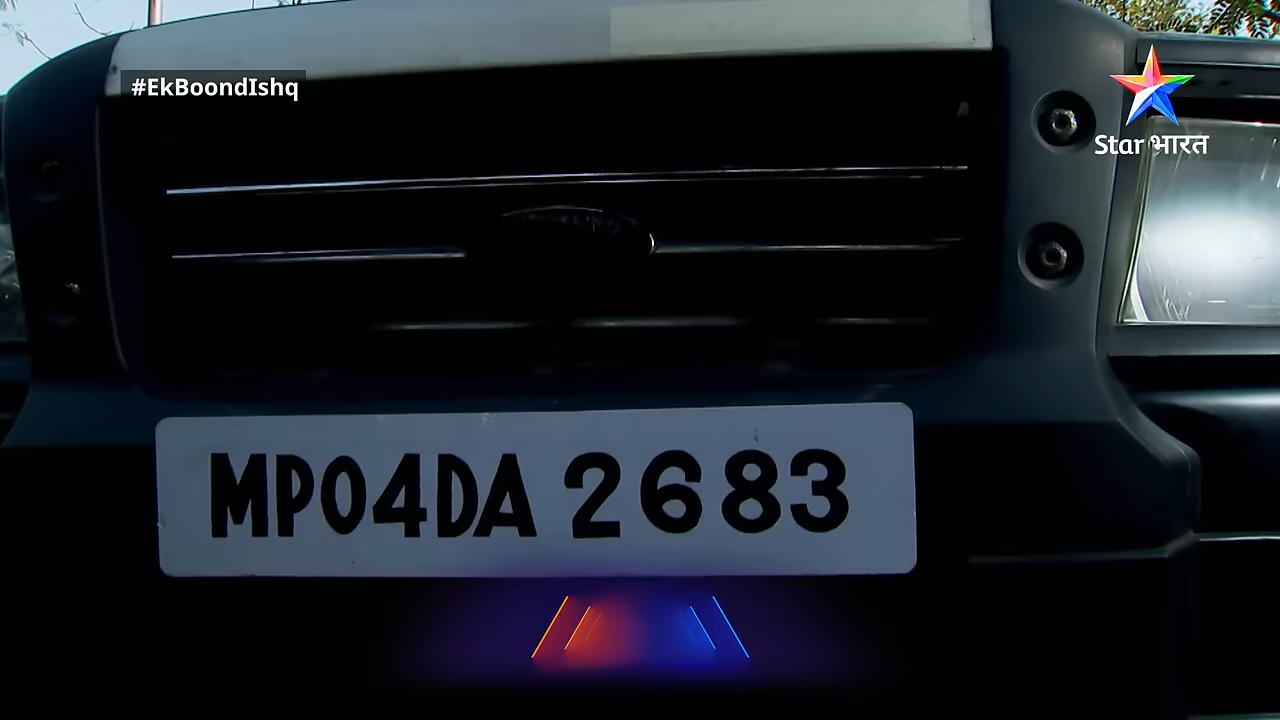 #EkBoondIshq
Star भारत
MP04DA 2683